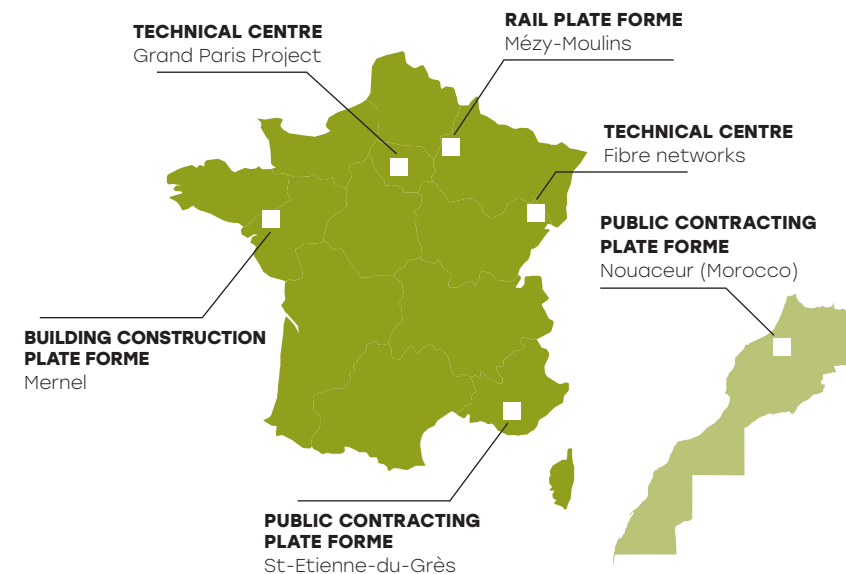 TECHNICAL CENTRE
Grand Paris Project
RAIL PLATE FORME
Mézy-Moulins
TECHNICAL CENTRE
Fibre networks
PUBLIC CONTRACTING
PLATE FORME
Nouaceur (Morocco)
BUILDING CONSTRUCTION
PLATE FORME
Mernel
PUBLIC CONTRACTING
PLATE FORME
St-Etienne-du-Grès